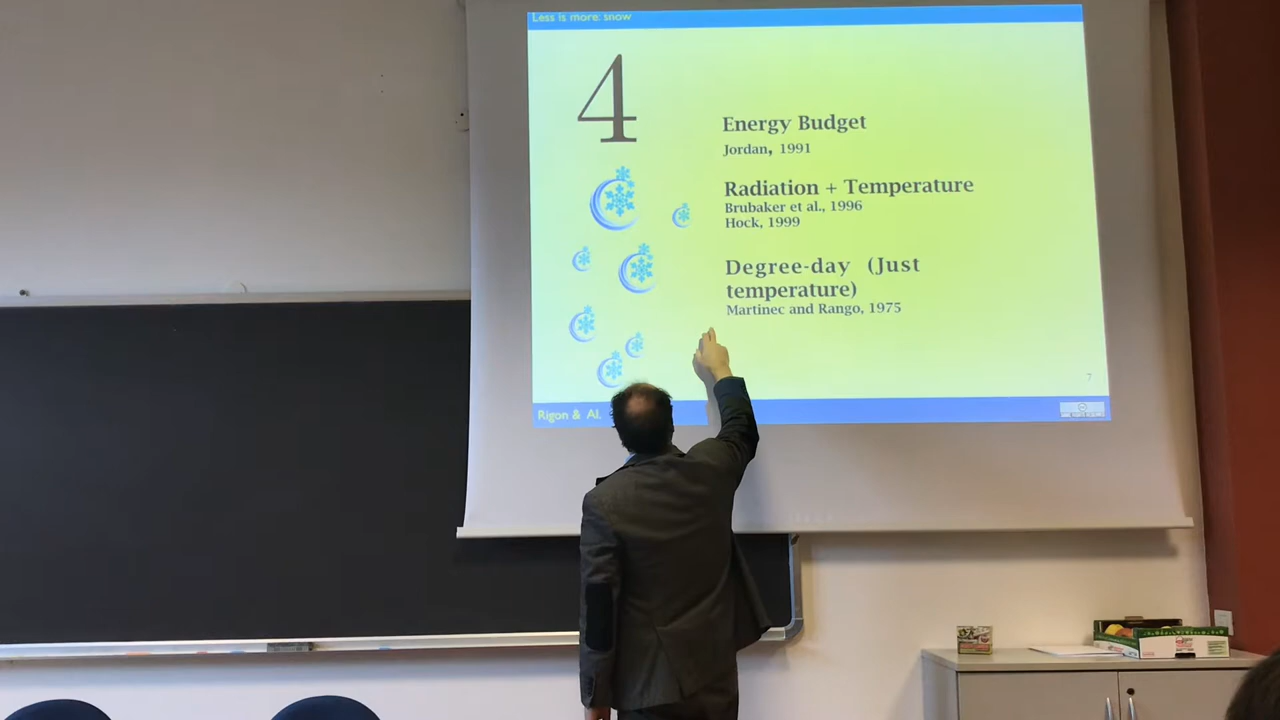 Less is more: snow
4
Energy Budget
Jordan, 1991
Radiation + Temperature
Brubaker et al., 1996
Hock, 1999
Degree-day (Just
temperature)
Martinec and Rango, 1975
7
Rigon & Al.